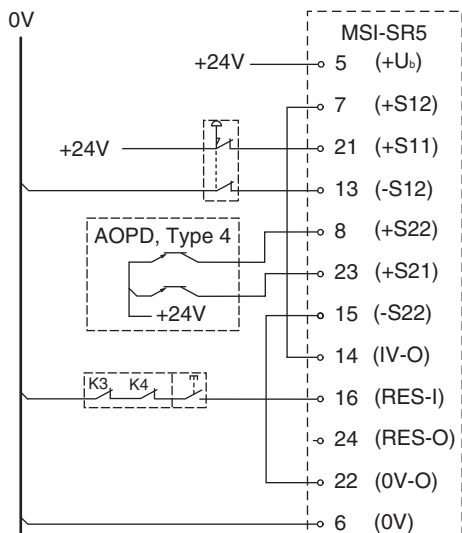 0V
MSI-SR5
+24V 5 (+Ub)
7 (+S12)
+24V 21 (+S11)
13 (-S12)
AOPD, Type 4 8 (+S22)
23 (+S21)
+24V 15 (-S22)
14 (IV-O)
K3 K4 16 (RES-I)
24 (RES-O)
22 (0V-O)
6 (0V)